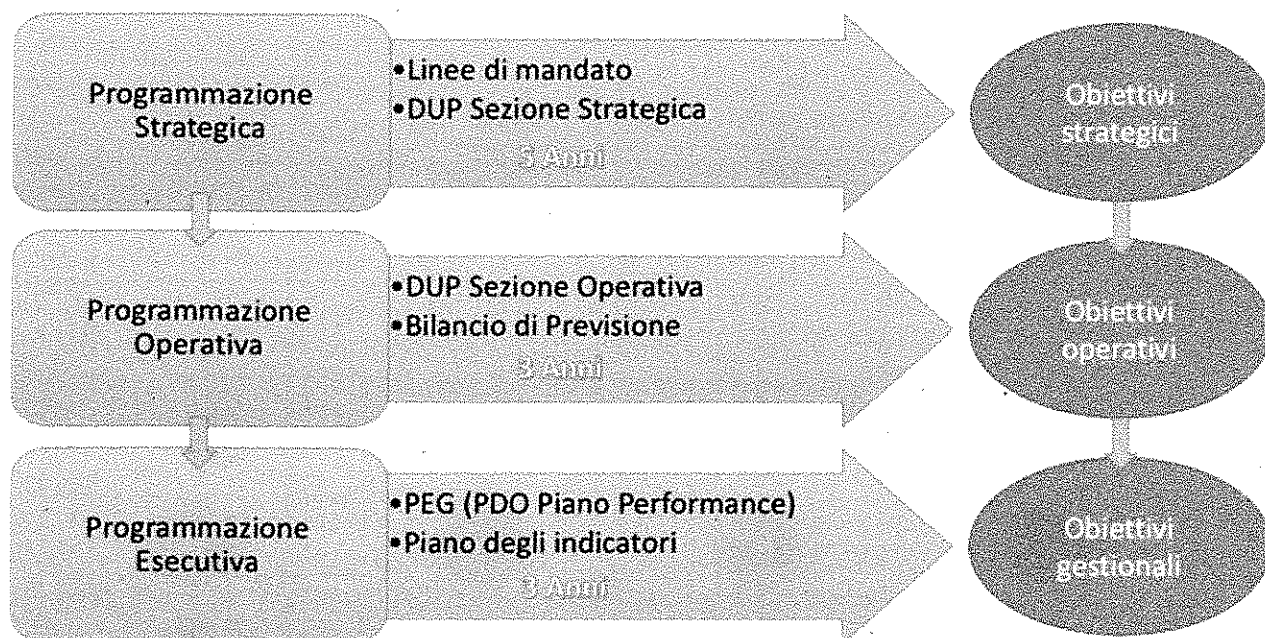 Programmazione
Strategica
•Linee di mandato
•DUP Sezione Strategica
Anni
Obiettivi
strategici
Programmazione
Operativa
•DUP Sezione Operativa
•Bilancio di Previsione
3 Anni
Obiettivi
operativi
Programmazione
Esecutiva
•PEG (PDO Piano Performance)
•Piano degli indicatori
3 Anni
Obiettivi
gestionali